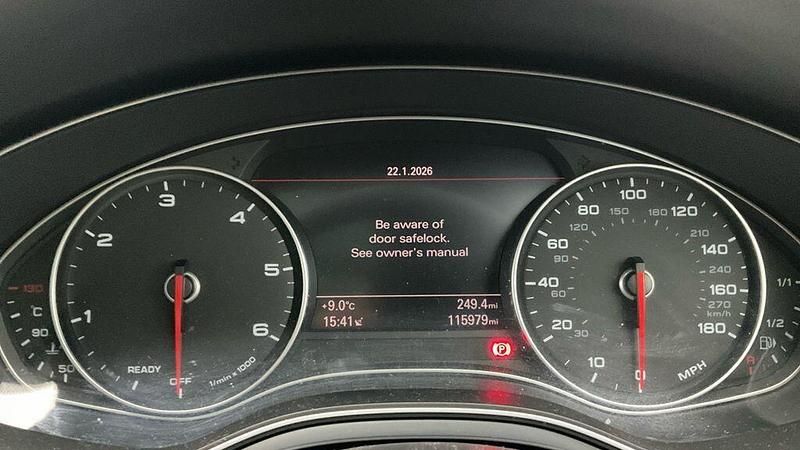 22.1.2026
Be aware of
door safelock.
See owner's manual
+9.0°C 249.4mi
15:41 115979mi
1 2 3 4 5 6
READY OFF 1/min x 1000
130
°C
90
50
0 10 20 40 60 80 100 120 140 160 180
30 60 90 120 150 180 210 240 270
km/h
MPH
P
1/1
1/2
R